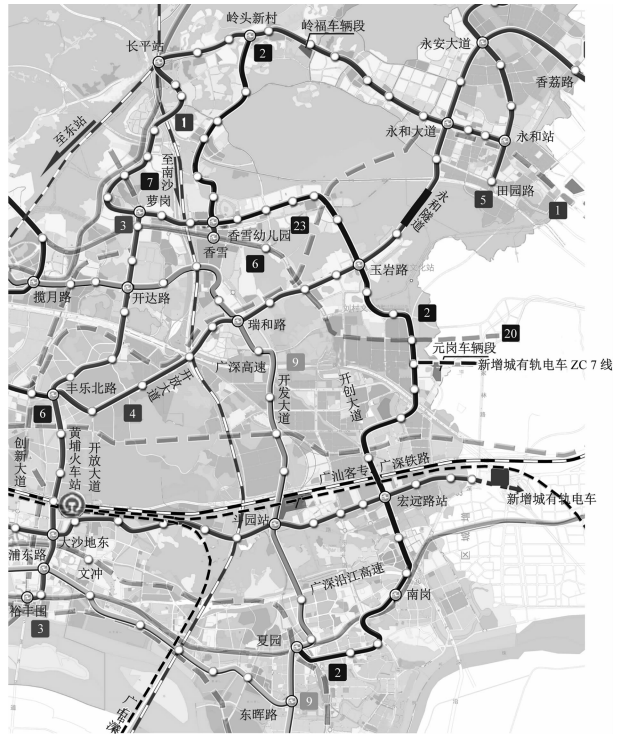 岭头新村
岭福车辆段
永安大道
长平站
2
香荔路
至东站
1
永和大道
永和站
至南沙
7
田园路
5
永和隧道
1
萝岗
3
23
香雪幼儿园
香雪
6
玉岩路
揽月路
开达路
瑞和路
2
20
元岗车辆段
新增城有轨电车 ZC 7 线
广深高速
9
丰乐北路
开放大道
开发大道
开创大道
6
4
创新大道
黄埔火车站
开放大道
广汕客专
广深铁路
宏远路站
新增城有轨电车
斗园站
大沙地东
浦东路
文冲
广深沿江高速
南岗
裕丰围
3
夏园
2
东晖路
9